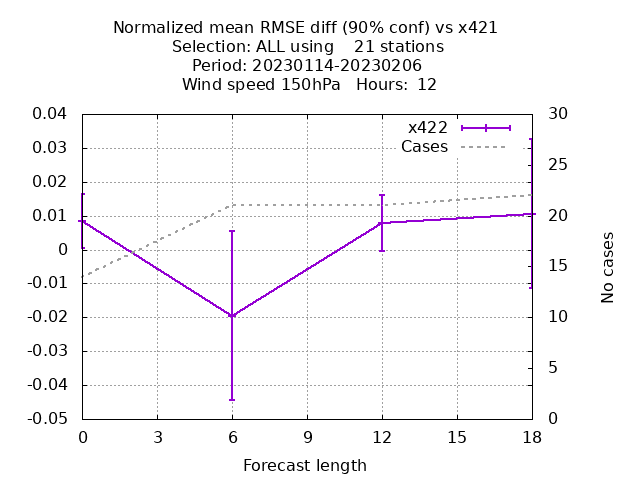 Normalized mean RMSE diff (90% conf) vs x421
Selection: ALL using    21 stations
Period: 20230114-20230206
Wind speed 150hPa   Hours:  12
0.04
0.03
0.02
0.01
0
-0.01
-0.02
-0.03
-0.04
-0.05
x422
Cases
30
25
20
15
10
5
0
No cases
0 3 6 9 12 15 18
Forecast length